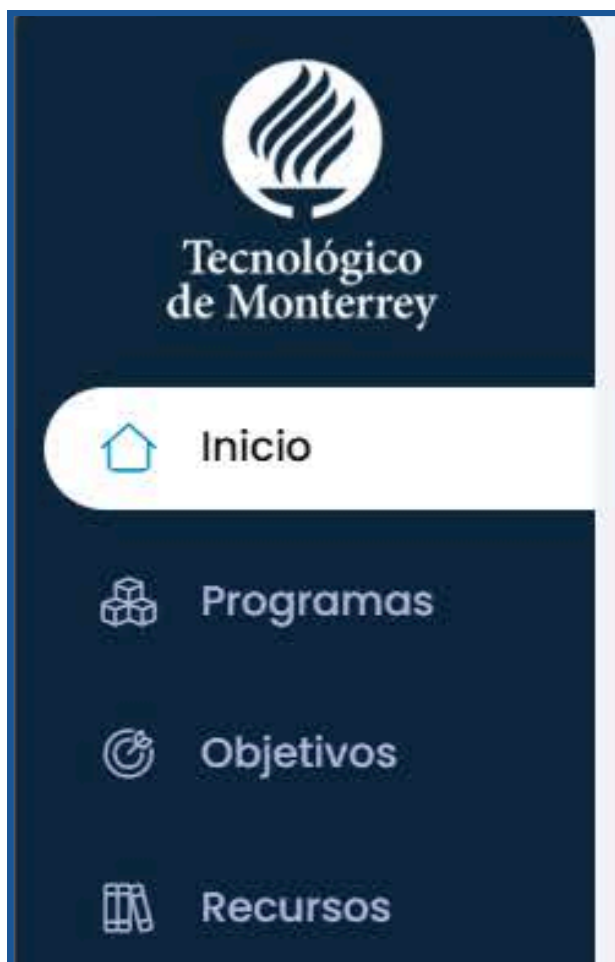 Tecnológico
de Monterrey
Inicio
Programas
Objetivos
Recursos